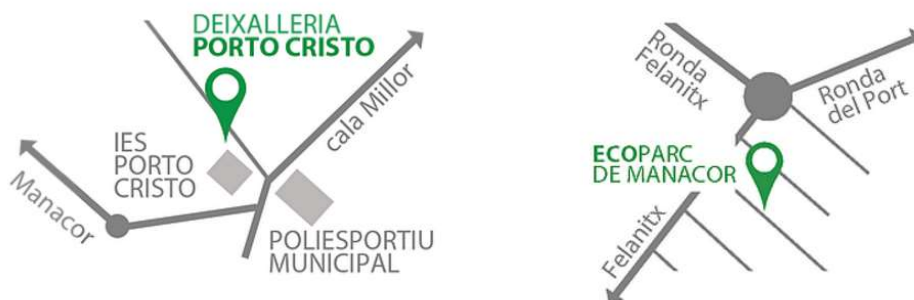 DEIXALLERIA
PORTO CRISTO
cala Millor
IES
PORTO
CRISTO
Manacor
POLIESPORTIU
MUNICIPAL
Ronda
Felanitx
Ronda
del Port
ECOPARC
DE MANACOR
Felanitx